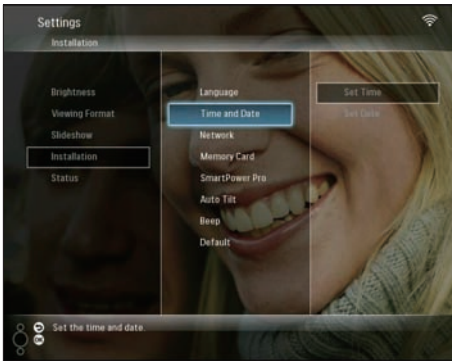 Settings
Installation
Brightness
Viewing Format
Slideshow
Installation
Status
Language
Time and Date
Network
Memory Card
SmartPower Pro
Auto Tilt
Beep
Default
Set Time
Set Date
Set the time and date.
OK